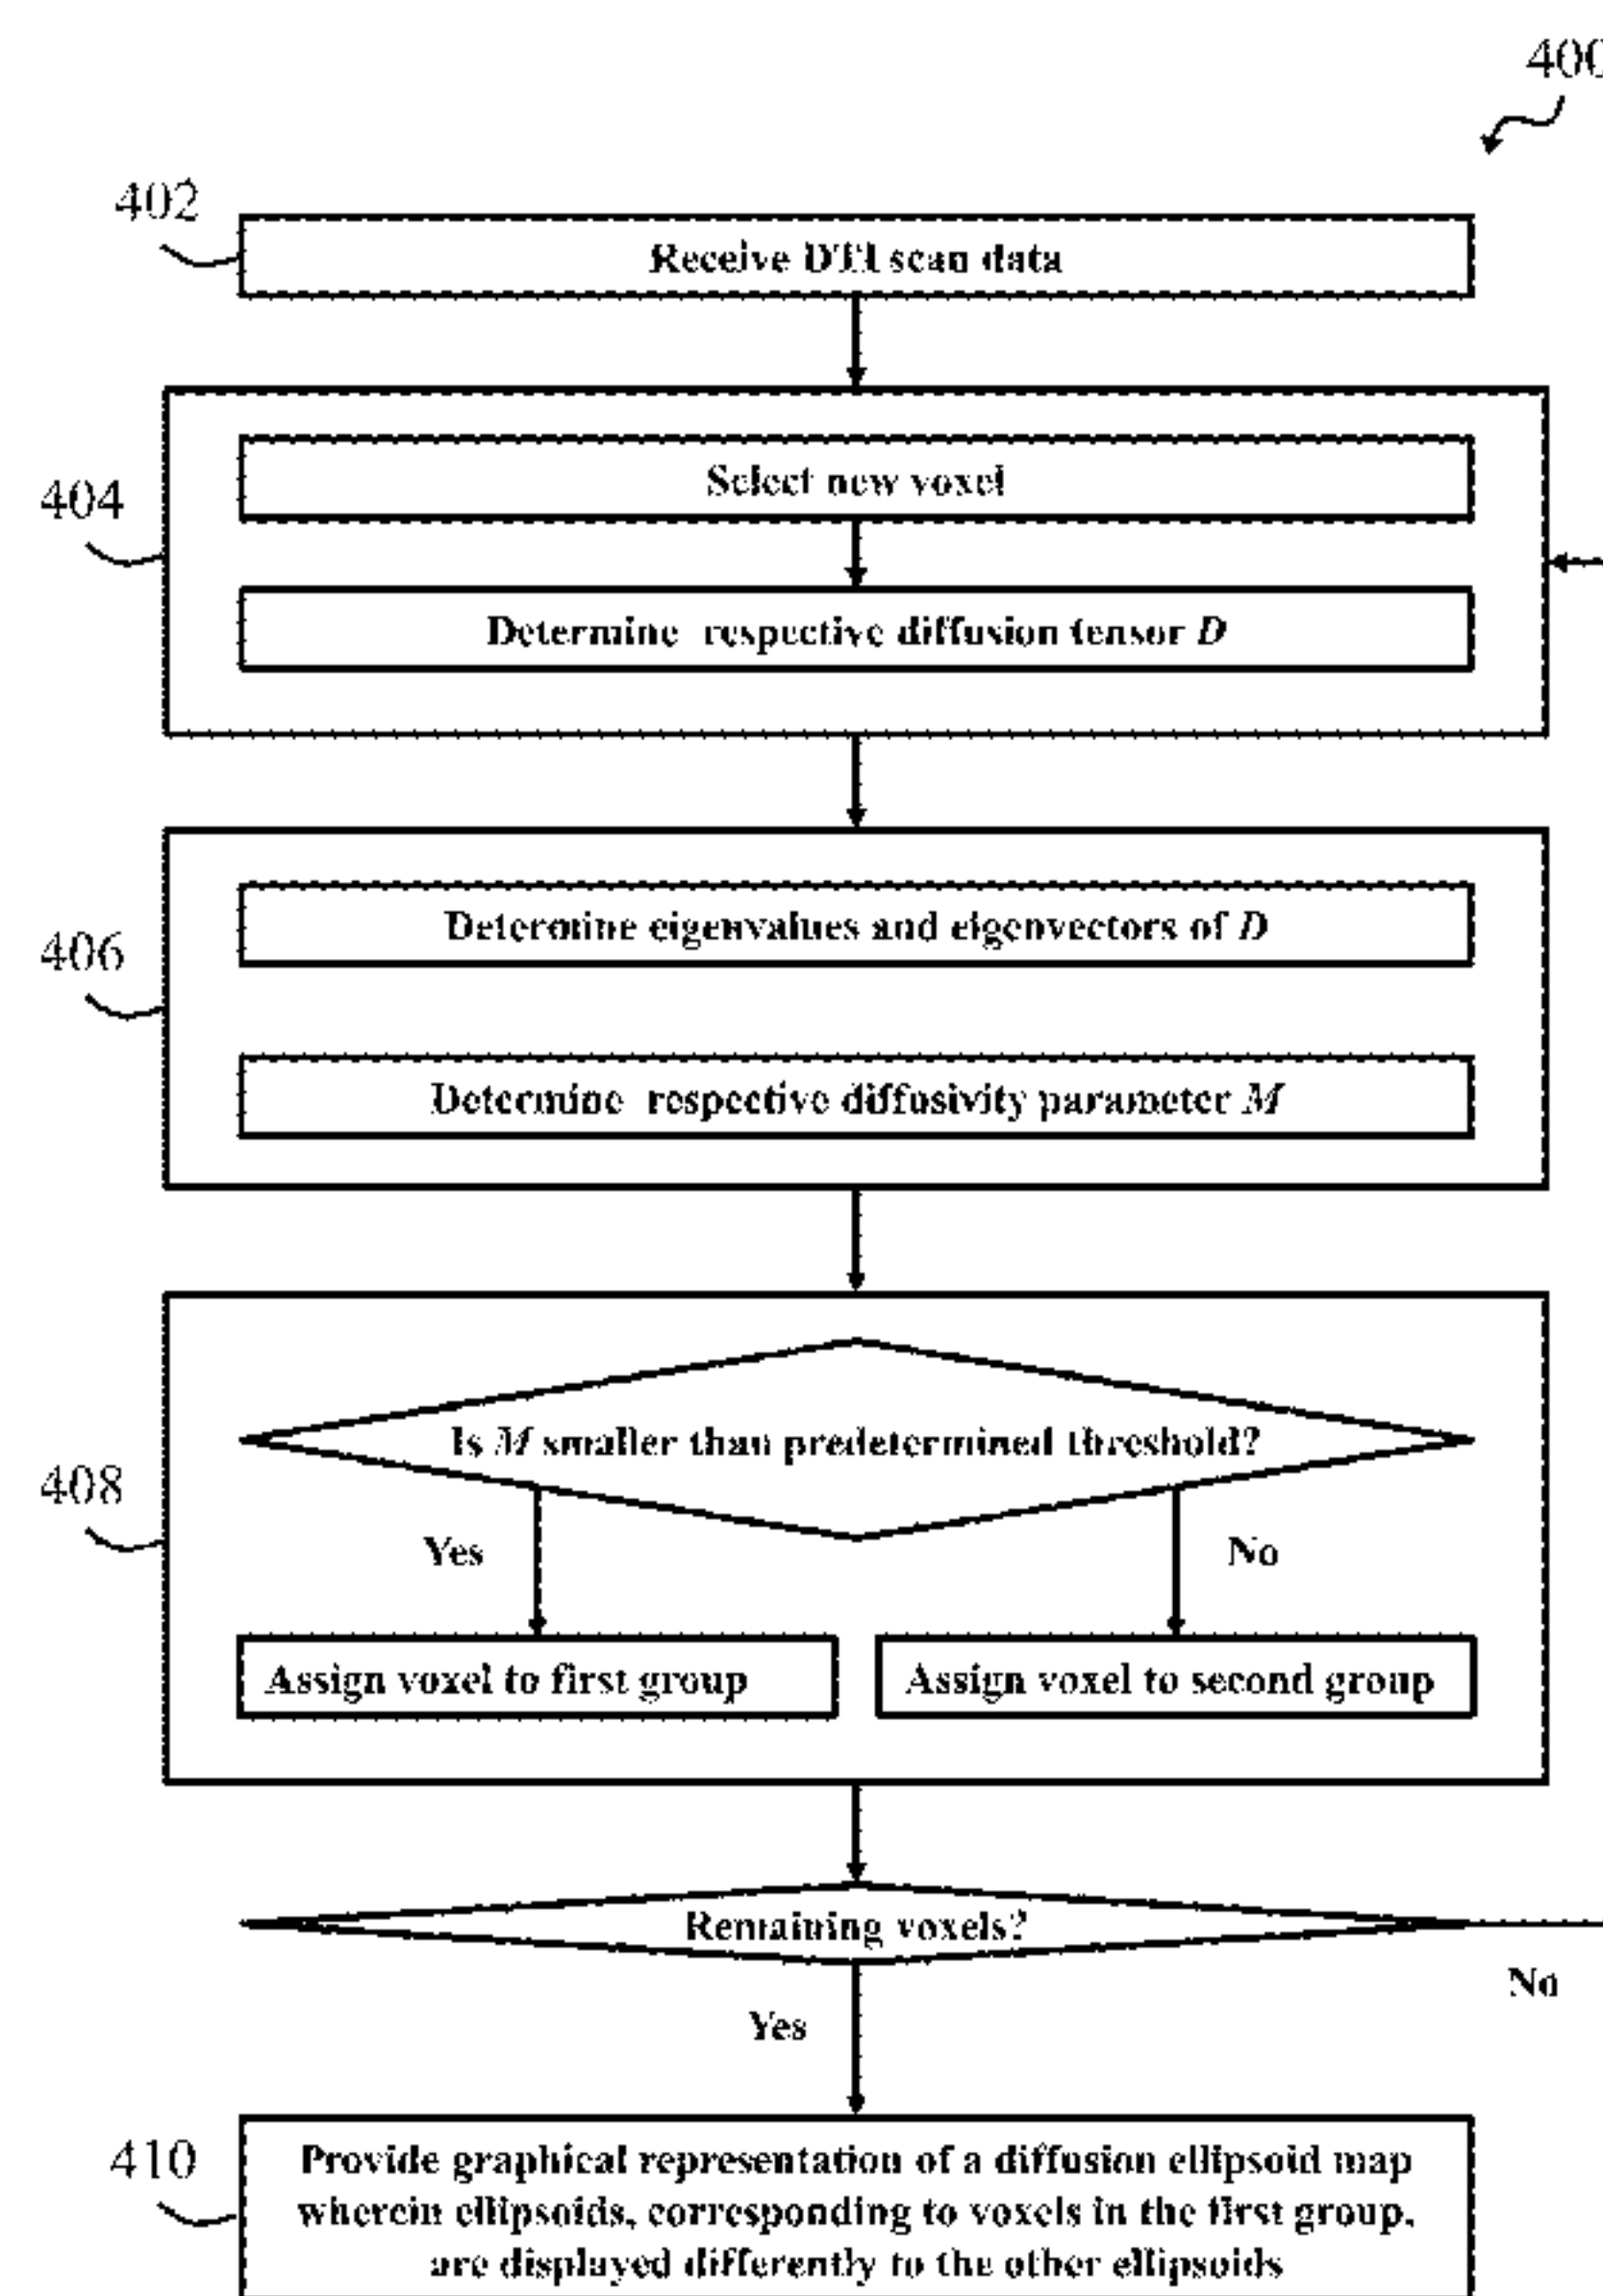 400
402
Receive DTI scan data
404
Select new voxel
Determine respective diffusion tensor D
406
Determine eigenvalues and eigenvectors of D
Determine respective diffusivity parameter M
408
Is M smaller than predetermined threshold?
Yes
No
Assign voxel to first group
Assign voxel to second group
Remaining voxels?
No
Yes
410
Provide graphical representation of a diffusion ellipsoid map
wherein ellipsoids, corresponding to voxels in the first group,
are displayed differently to the other ellipsoids